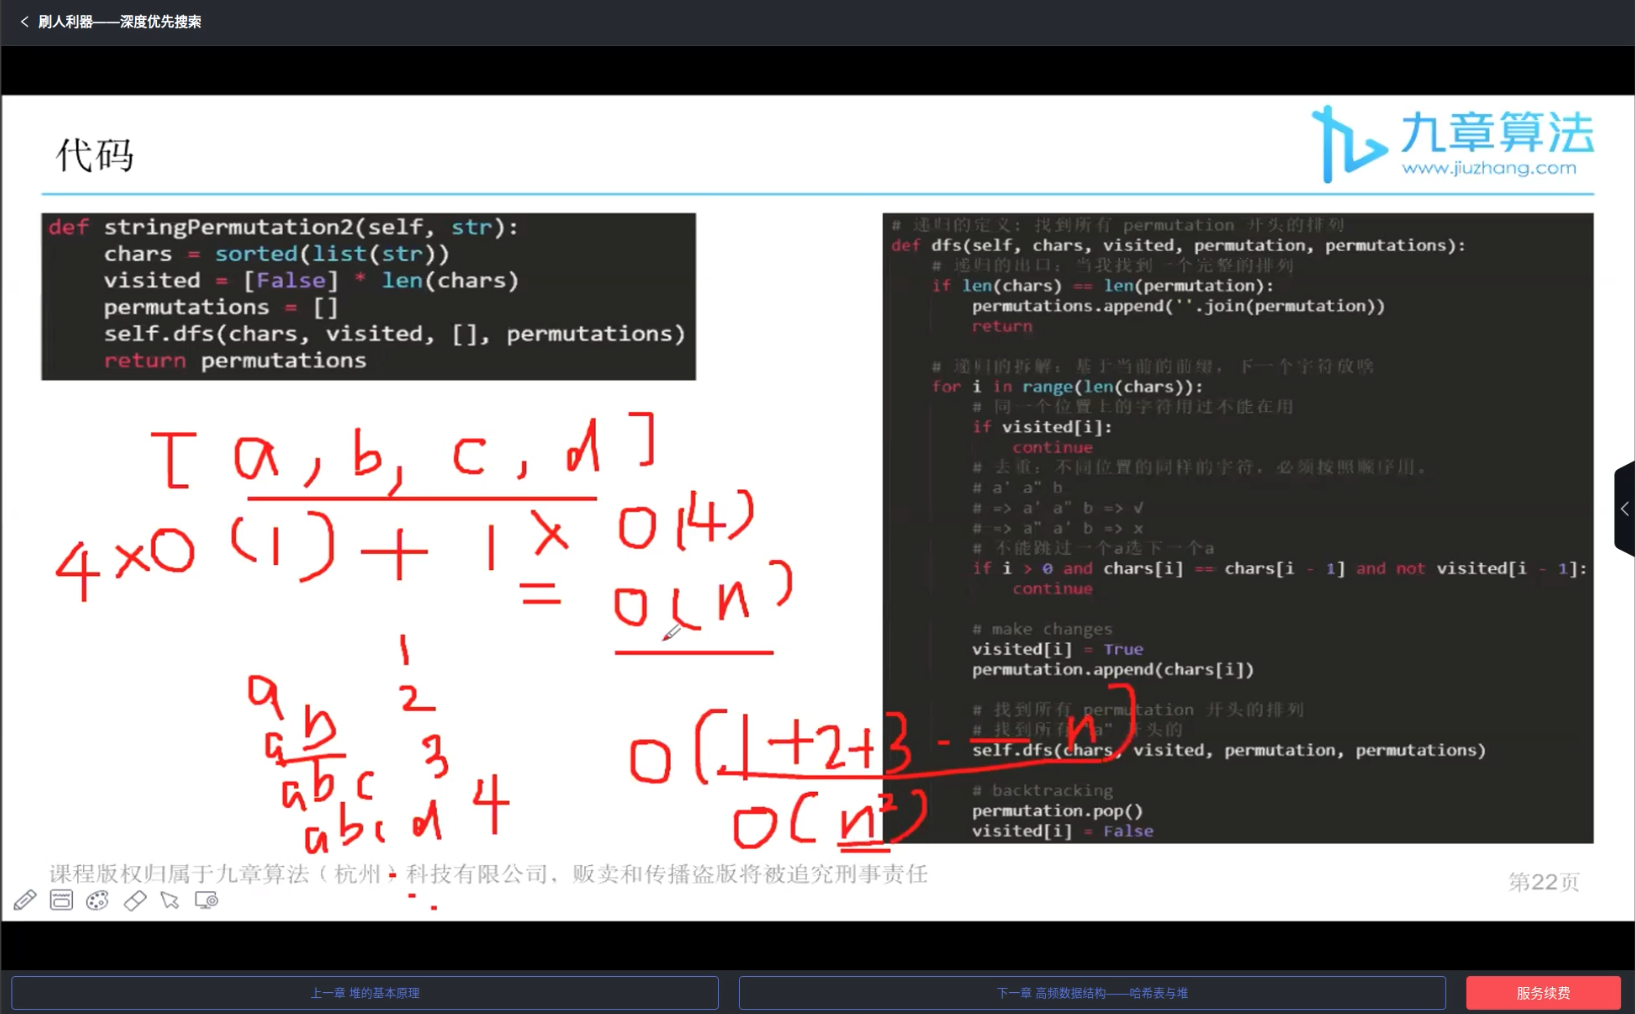 刷人利器——深度优先搜索
代码
九章算法
www.jiuzhang.com
def stringPermutation2(self, str):
chars = sorted(list(str))
visited = [False] * len(chars)
permutations = []
self.dfs(chars, visited, [], permutations)
return permutations
[a, b, c, d]
4×O(1)+1×O(4)
=O(n)
a 1
ab 2
abc 3
abcd 4
O(1+2+3-—n)
O(n²)
# 递归的定义：找到所有 permutation 开头的排列
def dfs(self, chars, visited, permutation, permutations):
# 递归的出口：当我找到一个完整的排列
if len(chars) == len(permutation):
permutations.append(''.join(permutation))
return
# 递归的拆解：基于当前的前缀，下一个字符放啥
for i in range(len(chars)):
# 同一个位置上的字符用过不能在用
if visited[i]:
continue
# 去重：不同位置的同样的字符，必须按照顺序用。
# a' a" b
# => a' a" b => √
# => a" a' b => x
# 不能跳过一个a选下一个a
if i > 0 and chars[i] == chars[i - 1] and not visited[i - 1]:
continue
# make changes
visited[i] = True
permutation.append(chars[i])
# 找到所有 permutation 开头的排列
# 找到所有 "a" 开头的
self.dfs(chars, visited, permutation, permutations)
# backtracking
permutation.pop()
visited[i] = False
课程版权归属于九章算法（杭州）科技有限公司，贩卖和传播盗版将被追究刑事责任
第22页
上一章 堆的基本原理
下一章 高频数据结构——哈希表与堆
服务续费